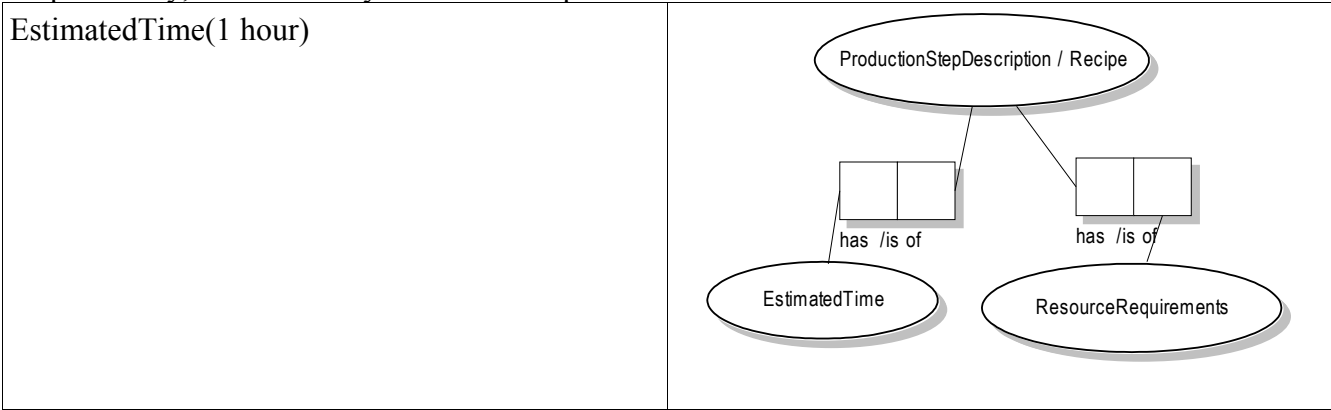 EstimatedTime(1 hour)
ProductionStepDescription / Recipe
has /is of
has /is of
EstimatedTime
ResourceRequirements